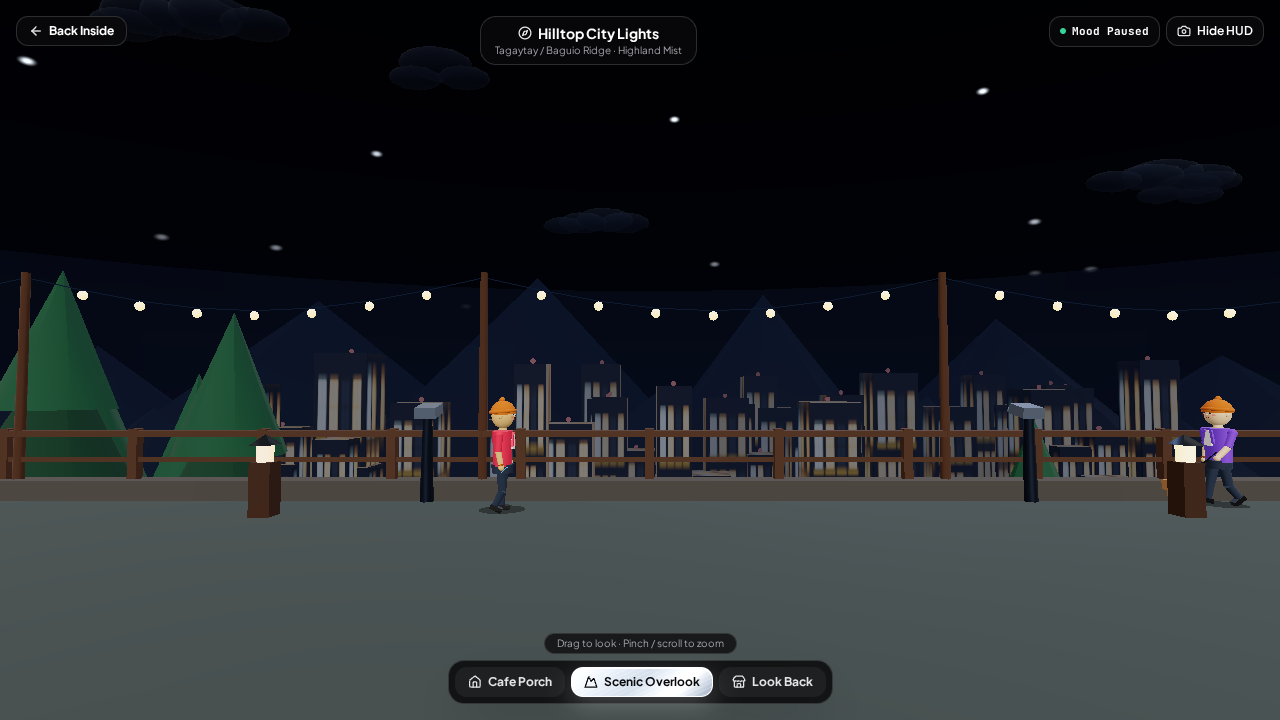 Back Inside
Hilltop City Lights
Tagaytay / Baguio Ridge · Highland Mist
Mood Paused
Hide HUD
Drag to look · Pinch / scroll to zoom
Cafe Porch
Scenic Overlook
Look Back